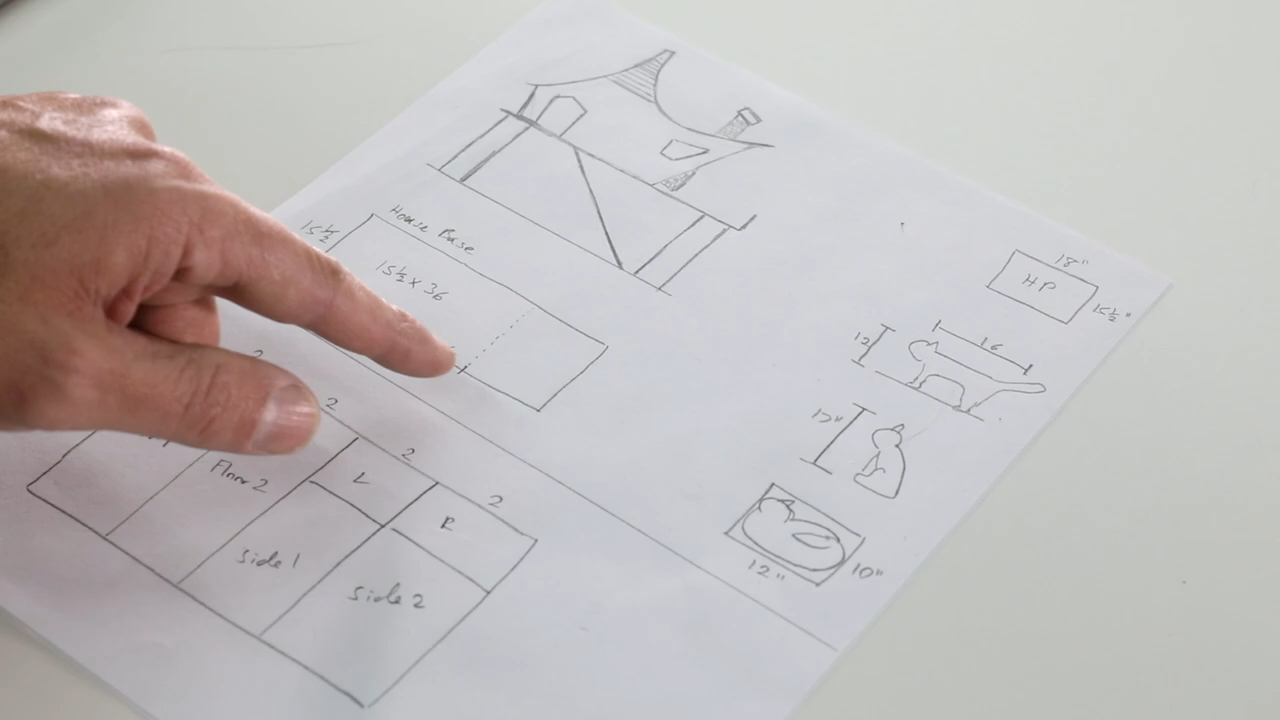 House Base
15½
15½ x 36
18"
HP
15½"
12
16
12"
10"
2
2
2
2
Floor 2
L
R
side 1
side 2